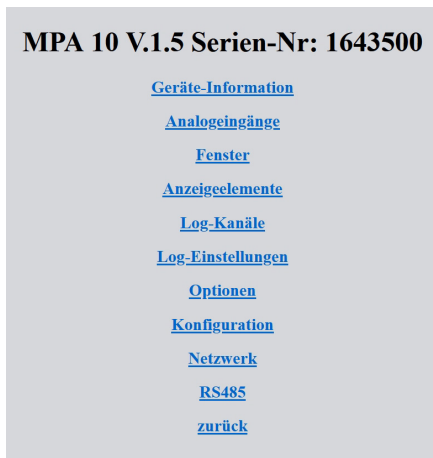 MPA 10 V.1.5 Serien-Nr: 1643500
Geräte-Information
Analogeingänge
Fenster
Anzeigeelemente
Log-Kanäle
Log-Einstellungen
Optionen
Konfiguration
Netzwerk
RS485
zurück